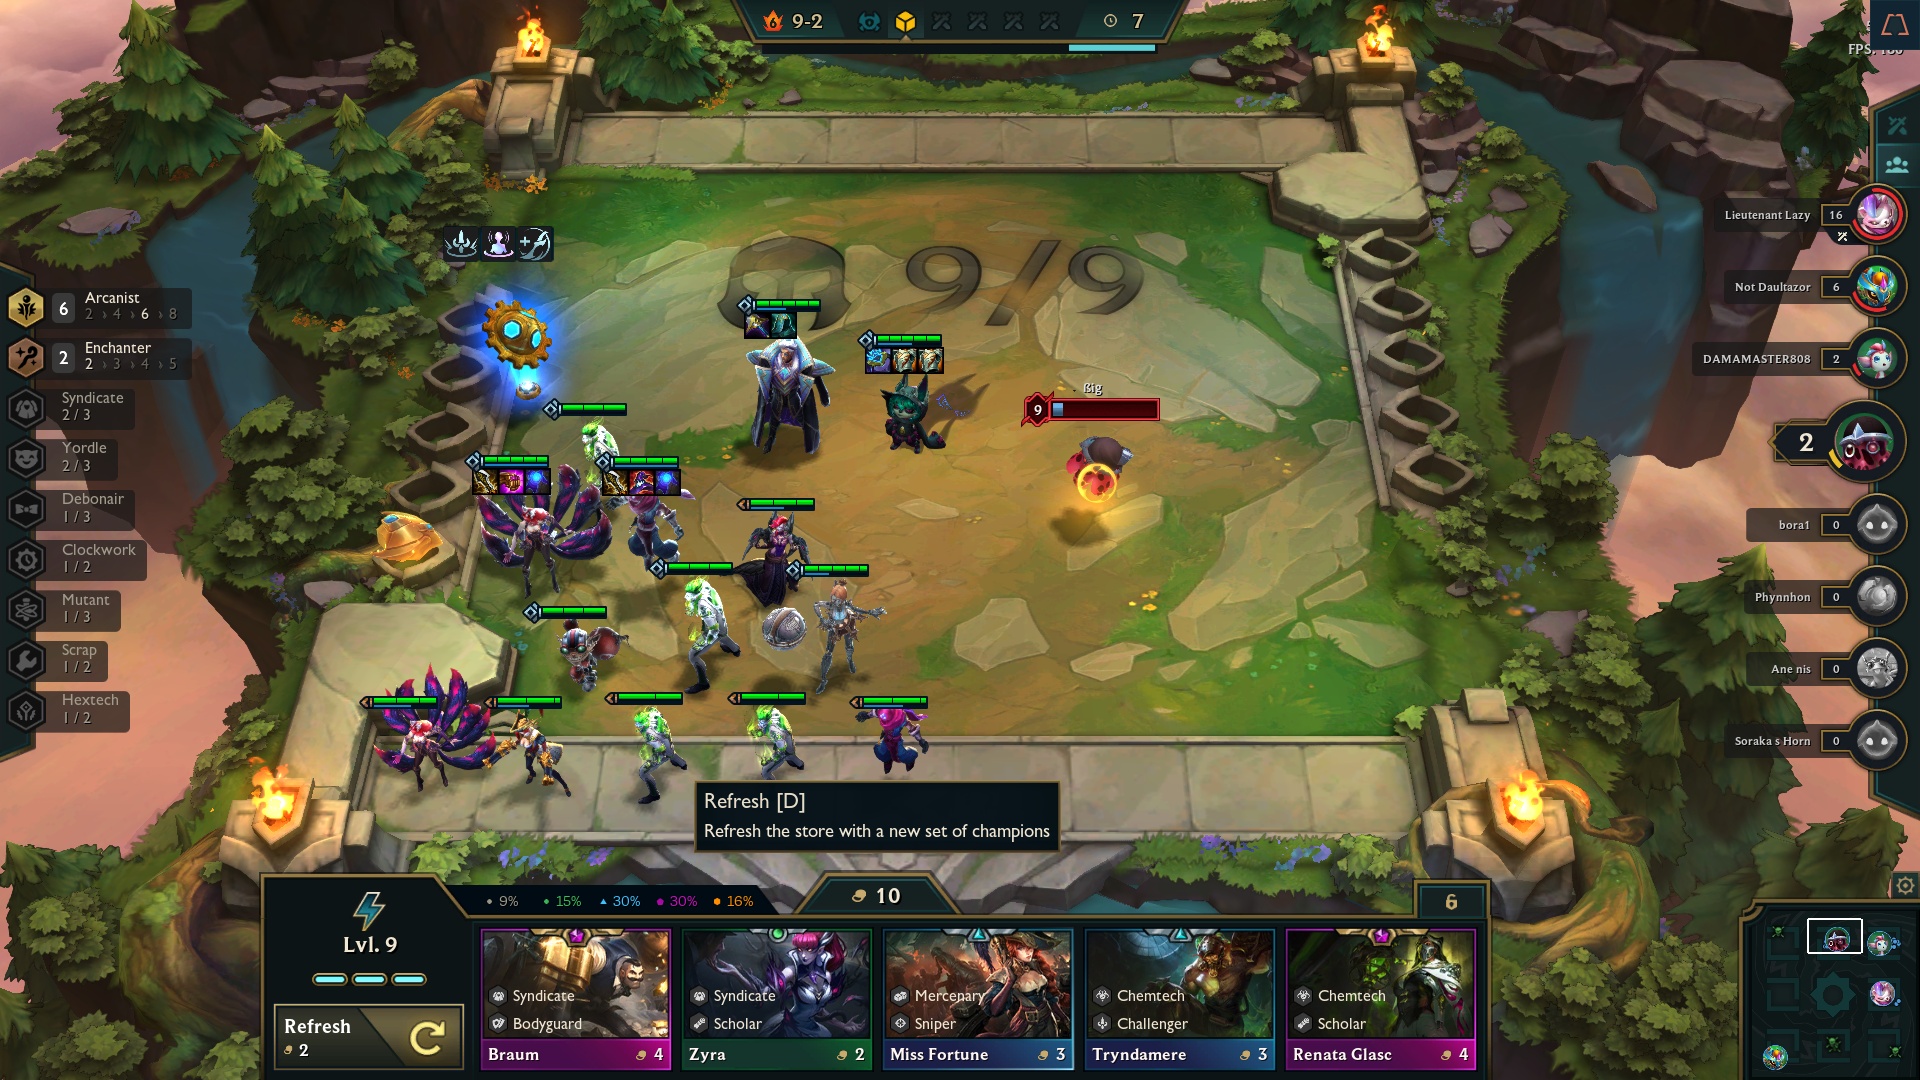 9-2
7
FPS: 
Lieutenant Lazy 16
Not Daultazor 6
DAMAMASTER808 2
2
bora1 0
Phynnhon 0
Ane nis 0
Soraka s Horn 0
9/9
6 Arcanist
2 › 4 › 6 › 8
2 Enchanter
2 › 3 › 4 › 5
Syndicate
2 / 3
Yordle
2 / 3
Debonair
1 / 3
Clockwork
1 / 2
Mutant
1 / 3
Scrap
1 / 2
Hextech
1 / 2
9
Refresh [D]
Refresh the store with a new set of champions
9% 15% 30% 30% 16%
10
6
Lvl. 9
Refresh
2
Syndicate
Bodyguard
Braum 4
Syndicate
Scholar
Zyra 2
Mercenary
Sniper
Miss Fortune 3
Chemtech
Challenger
Tryndamere 3
Chemtech
Scholar
Renata Glasc 4